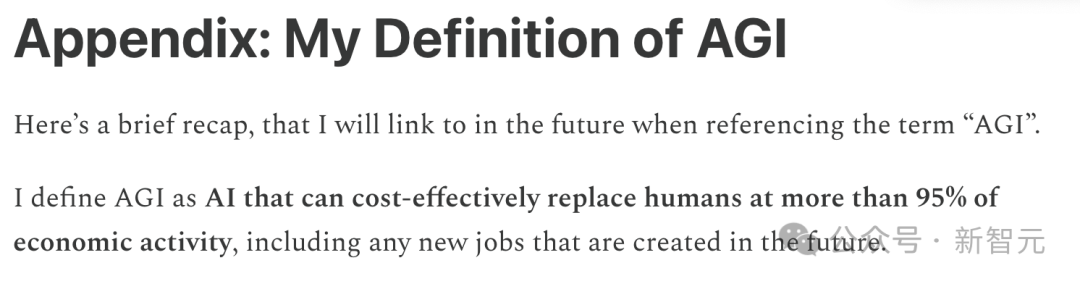 Appendix: My Definition of AGI
Here’s a brief recap, that I will link to in the future when referencing the term “AGI”.
I define AGI as AI that can cost-effectively replace humans at more than 95% of
economic activity, including any new jobs that are created in the future.
公众号 · 新智元